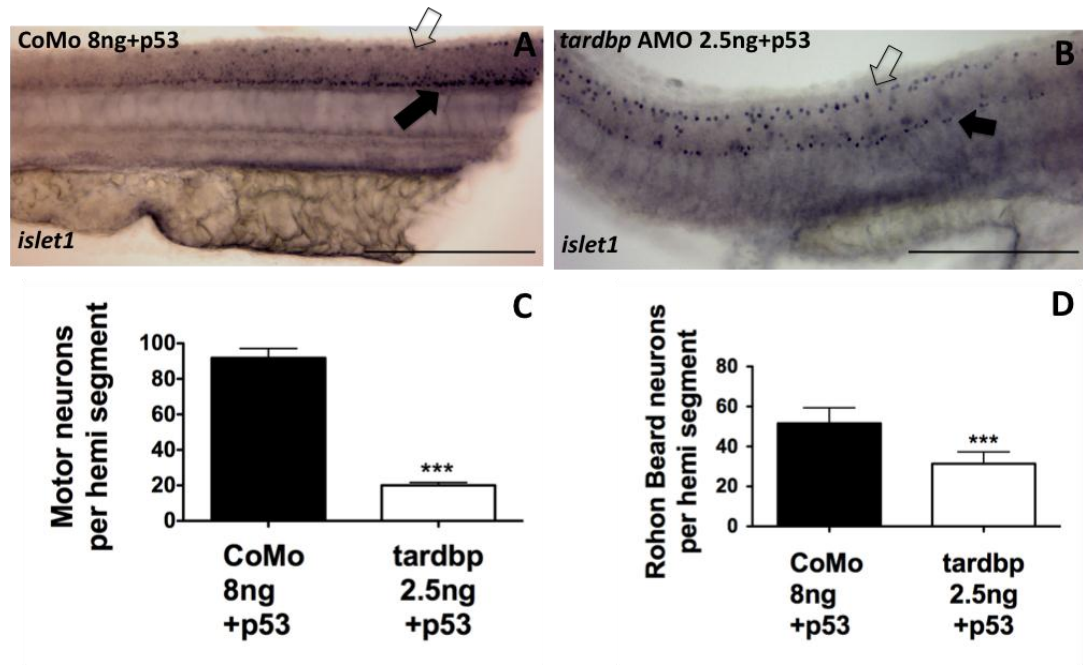 CoMo 8ng+p53
A
islet1
tardbp AMO 2.5ng+p53
B
islet1
C
Motor neurons
per hemi segment
100
80
60
40
20
0
***
CoMo
8ng
+p53
tardbp
2.5ng
+p53
D
Rohon Beard neurons
per hemi segment
80
60
40
20
0
***
CoMo
8ng
+p53
tardbp
2.5ng
+p53